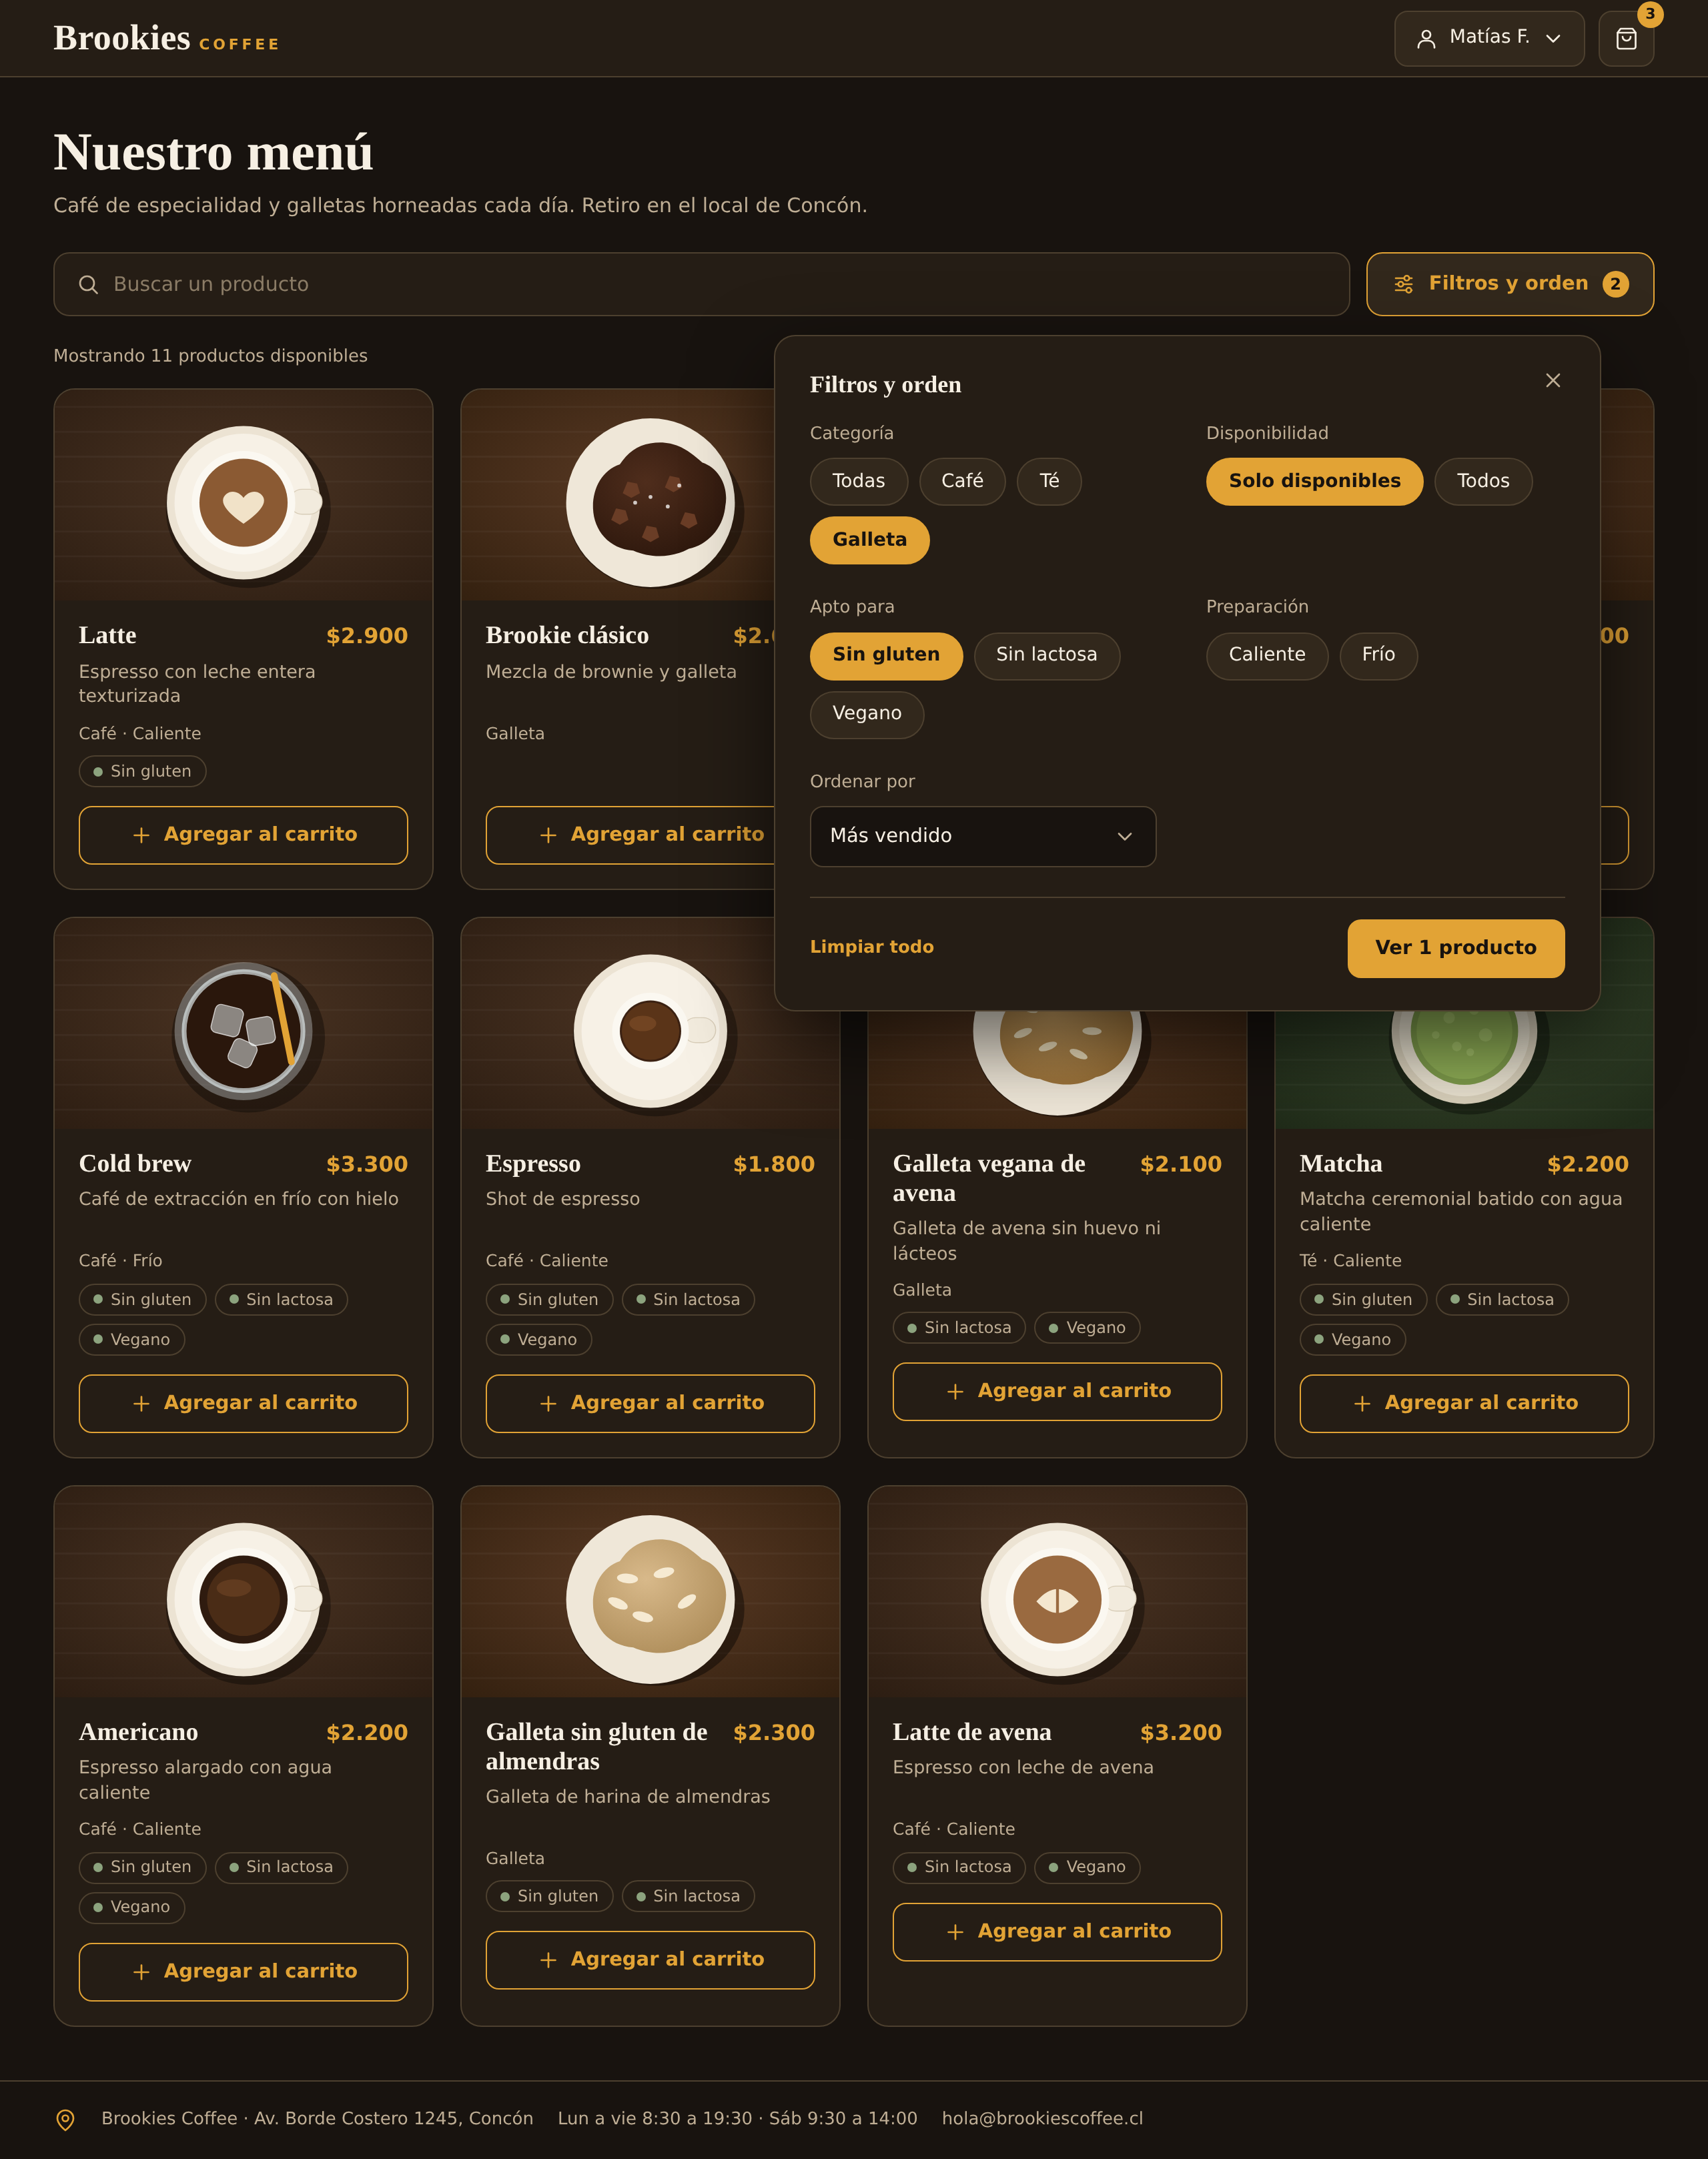 Brookies COFFEE
Matías F.
3
Nuestro menú
Café de especialidad y galletas horneadas cada día. Retiro en el local de Concón.
Buscar un producto
Filtros y orden 2
Mostrando 11 productos disponibles
Filtros y orden
Categoría
Todas Café Té
Galleta
Disponibilidad
Solo disponibles Todos
Apto para
Sin gluten Sin lactosa
Vegano
Preparación
Caliente Frío
Ordenar por
Más vendido
Limpiar todo
Ver 1 producto
Latte $2.900
Espresso con leche entera
texturizada
Café · Caliente
Sin gluten
Agregar al carrito
Brookie clásico
Mezcla de brownie y galleta
Galleta
Agregar al carrito
Cold brew $3.300
Café de extracción en frío con hielo
Café · Frío
Sin gluten Sin lactosa
Vegano
Agregar al carrito
Espresso $1.800
Shot de espresso
Café · Caliente
Sin gluten Sin lactosa
Vegano
Agregar al carrito
Galleta vegana de $2.100
avena
Galleta de avena sin huevo ni
lácteos
Galleta
Sin lactosa Vegano
Agregar al carrito
Matcha $2.200
Matcha ceremonial batido con agua
caliente
Té · Caliente
Sin gluten Sin lactosa
Vegano
Agregar al carrito
Americano $2.200
Espresso alargado con agua
caliente
Café · Caliente
Sin gluten Sin lactosa
Vegano
Agregar al carrito
Galleta sin gluten de $2.300
almendras
Galleta de harina de almendras
Galleta
Sin gluten Sin lactosa
Agregar al carrito
Latte de avena $3.200
Espresso con leche de avena
Café · Caliente
Sin lactosa Vegano
Agregar al carrito
Brookies Coffee · Av. Borde Costero 1245, Concón Lun a vie 8:30 a 19:30 · Sáb 9:30 a 14:00 hola@brookiescoffee.cl